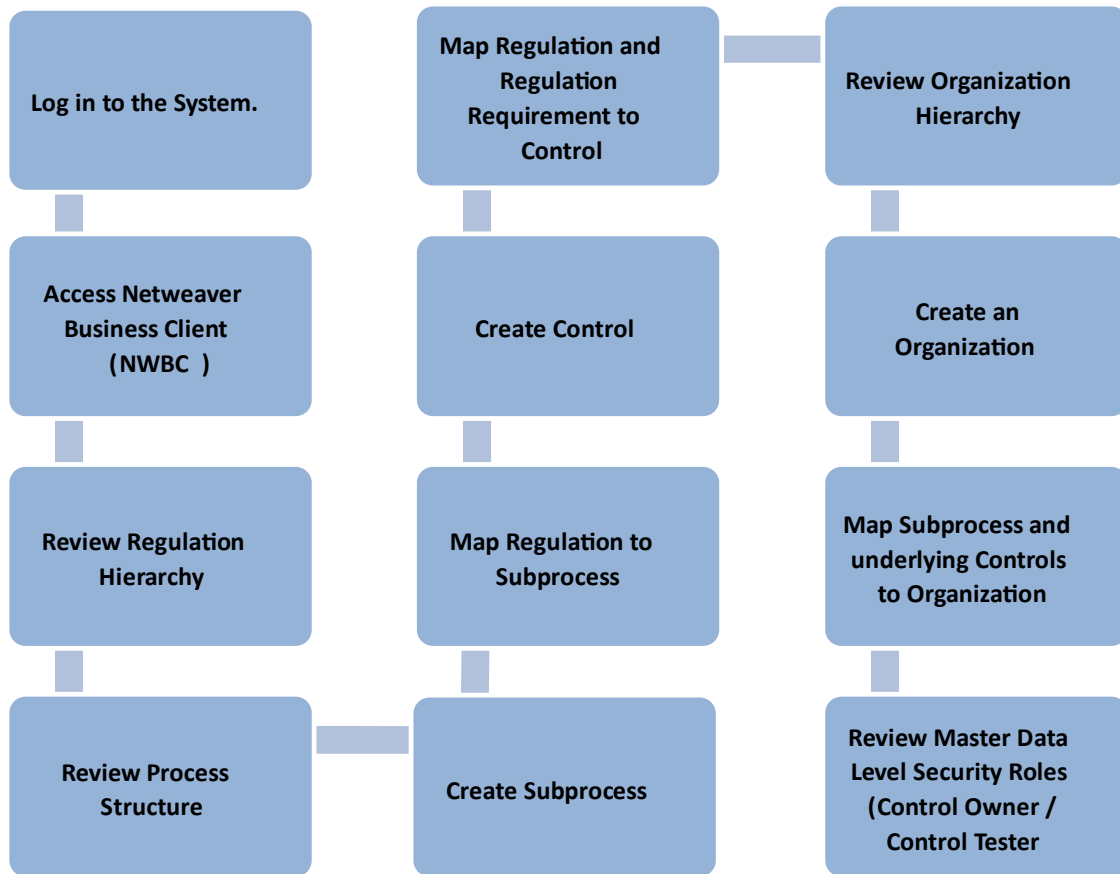 Log in to the System.
Access Netweaver
Business Client
(NWBC )
Review Regulation
Hierarchy
Review Process
Structure
Create Subprocess
Map Regulation to
Subprocess
Create Control
Map Regulation and
Regulation
Requirement to
Control
Review Organization
Hierarchy
Create an
Organization
Map Subprocess and
underlying Controls
to Organization
Review Master Data
Level Security Roles
(Control Owner /
Control Tester